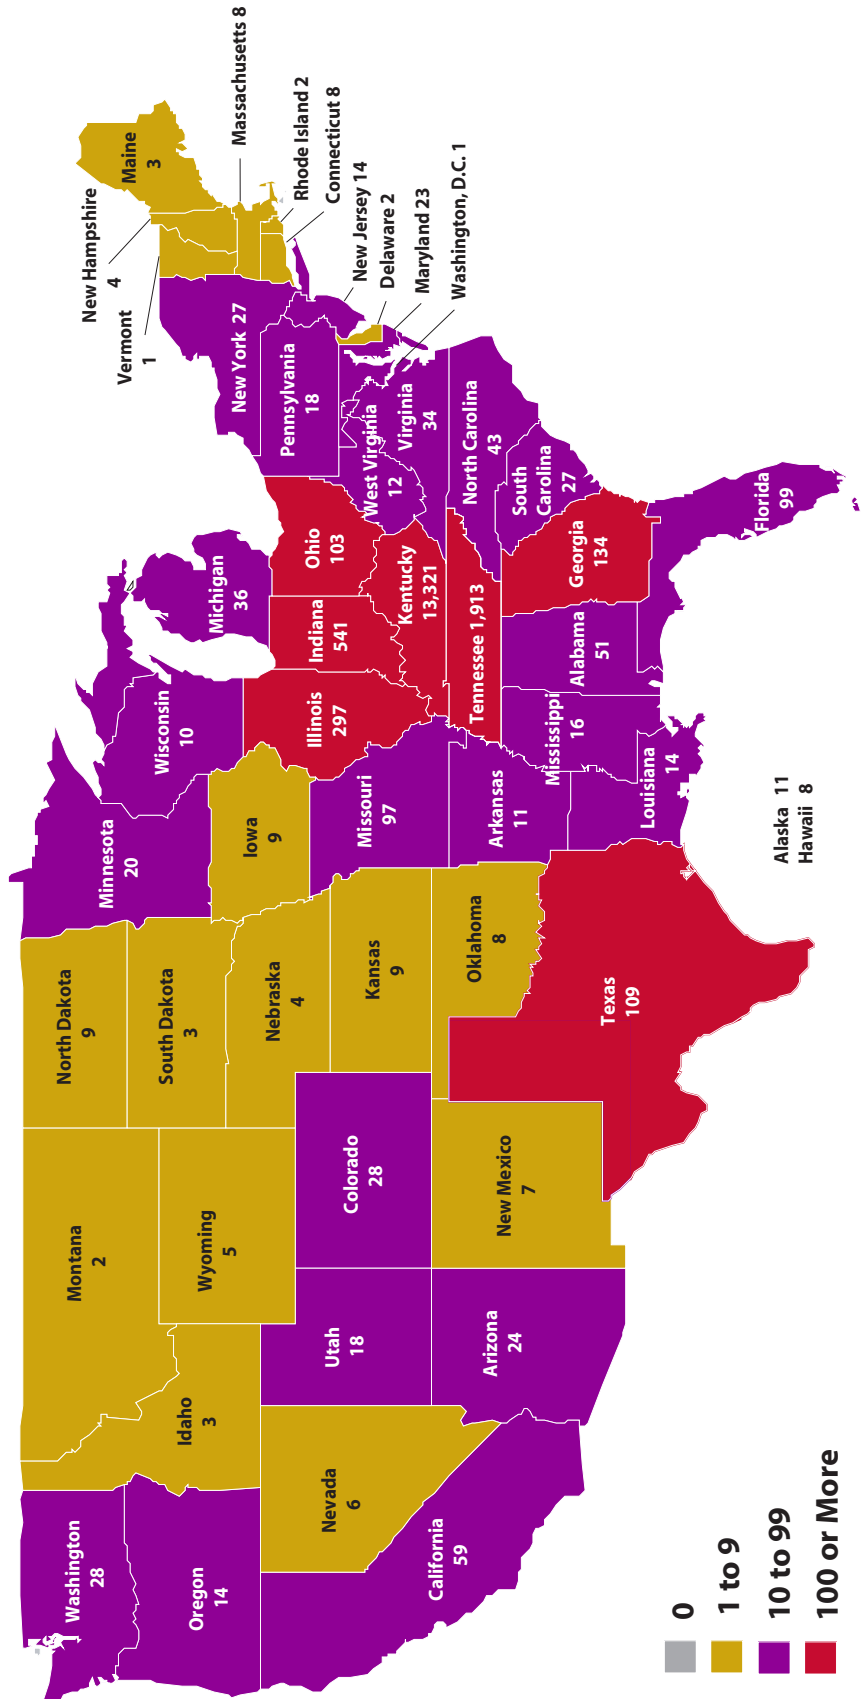 Washington
28
Oregon
14
California
59
Nevada
6
Idaho
3
Montana
2
Wyoming
5
Utah
18
Arizona
24
Colorado
28
New Mexico
7
North Dakota
9
South Dakota
3
Nebraska
4
Kansas
9
Oklahoma
8
Texas
109
Minnesota
20
Iowa
9
Missouri
97
Arkansas
11
Louisiana
14
Wisconsin
10
Illinois
297
Michigan
36
Indiana
541
Ohio
103
Kentucky
13,321
Tennessee 1,913
Mississippi
16
Alabama
51
Georgia
134
Florida
99
South
Carolina
27
North Carolina
43
Virginia
34
West Virginia
12
Pennsylvania
18
New York 27
Vermont
1
New Hampshire
4
Maine
3
Massachusetts 8
Rhode Island 2
Connecticut 8
New Jersey 14
Delaware 2
Maryland 23
Washington, D.C. 1
Alaska 11
Hawaii 8
0
1 to 9
10 to 99
100 or More